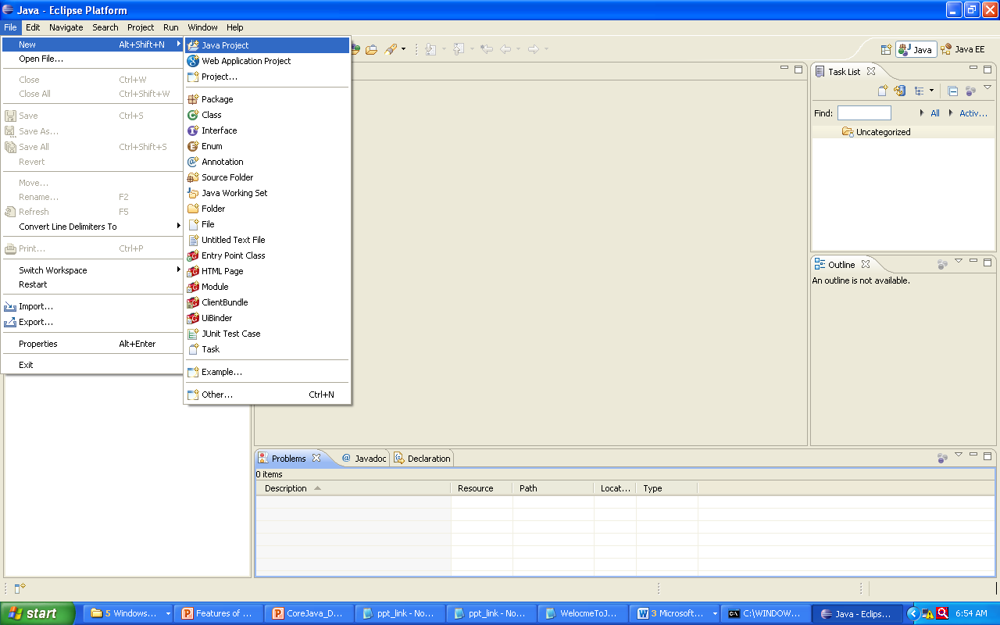 Java - Eclipse Platform
File Edit Navigate Search Project Run Window Help
New Alt+Shift+N
Open File...
Close Ctrl+W
Close All Ctrl+Shift+W
Save Ctrl+S
Save As...
Save All Ctrl+Shift+S
Revert
Move...
Rename... F2
Refresh F5
Convert Line Delimiters To
Print... Ctrl+P
Switch Workspace
Restart
Import...
Export...
Properties Alt+Enter
Exit
Java Project
Web Application Project
Project...
Package
Class
Interface
Enum
Annotation
Source Folder
Java Working Set
Folder
File
Untitled Text File
Entry Point Class
HTML Page
Module
ClientBundle
UiBinder
JUnit Test Case
Task
Example...
Other... Ctrl+N
Java Java EE
Task List
Find: All Activ...
Uncategorized
Outline
An outline is not available.
Problems @ Javadoc Declaration
0 items
Description Resource Path Locat... Type
start 5 Windows... Features of ... CoreJava_D... ppt_link - No... ppt_link - No... WelocmeToJ... 3 Microsoft... C:\WINDOW... Java - Eclips... 6:54 AM